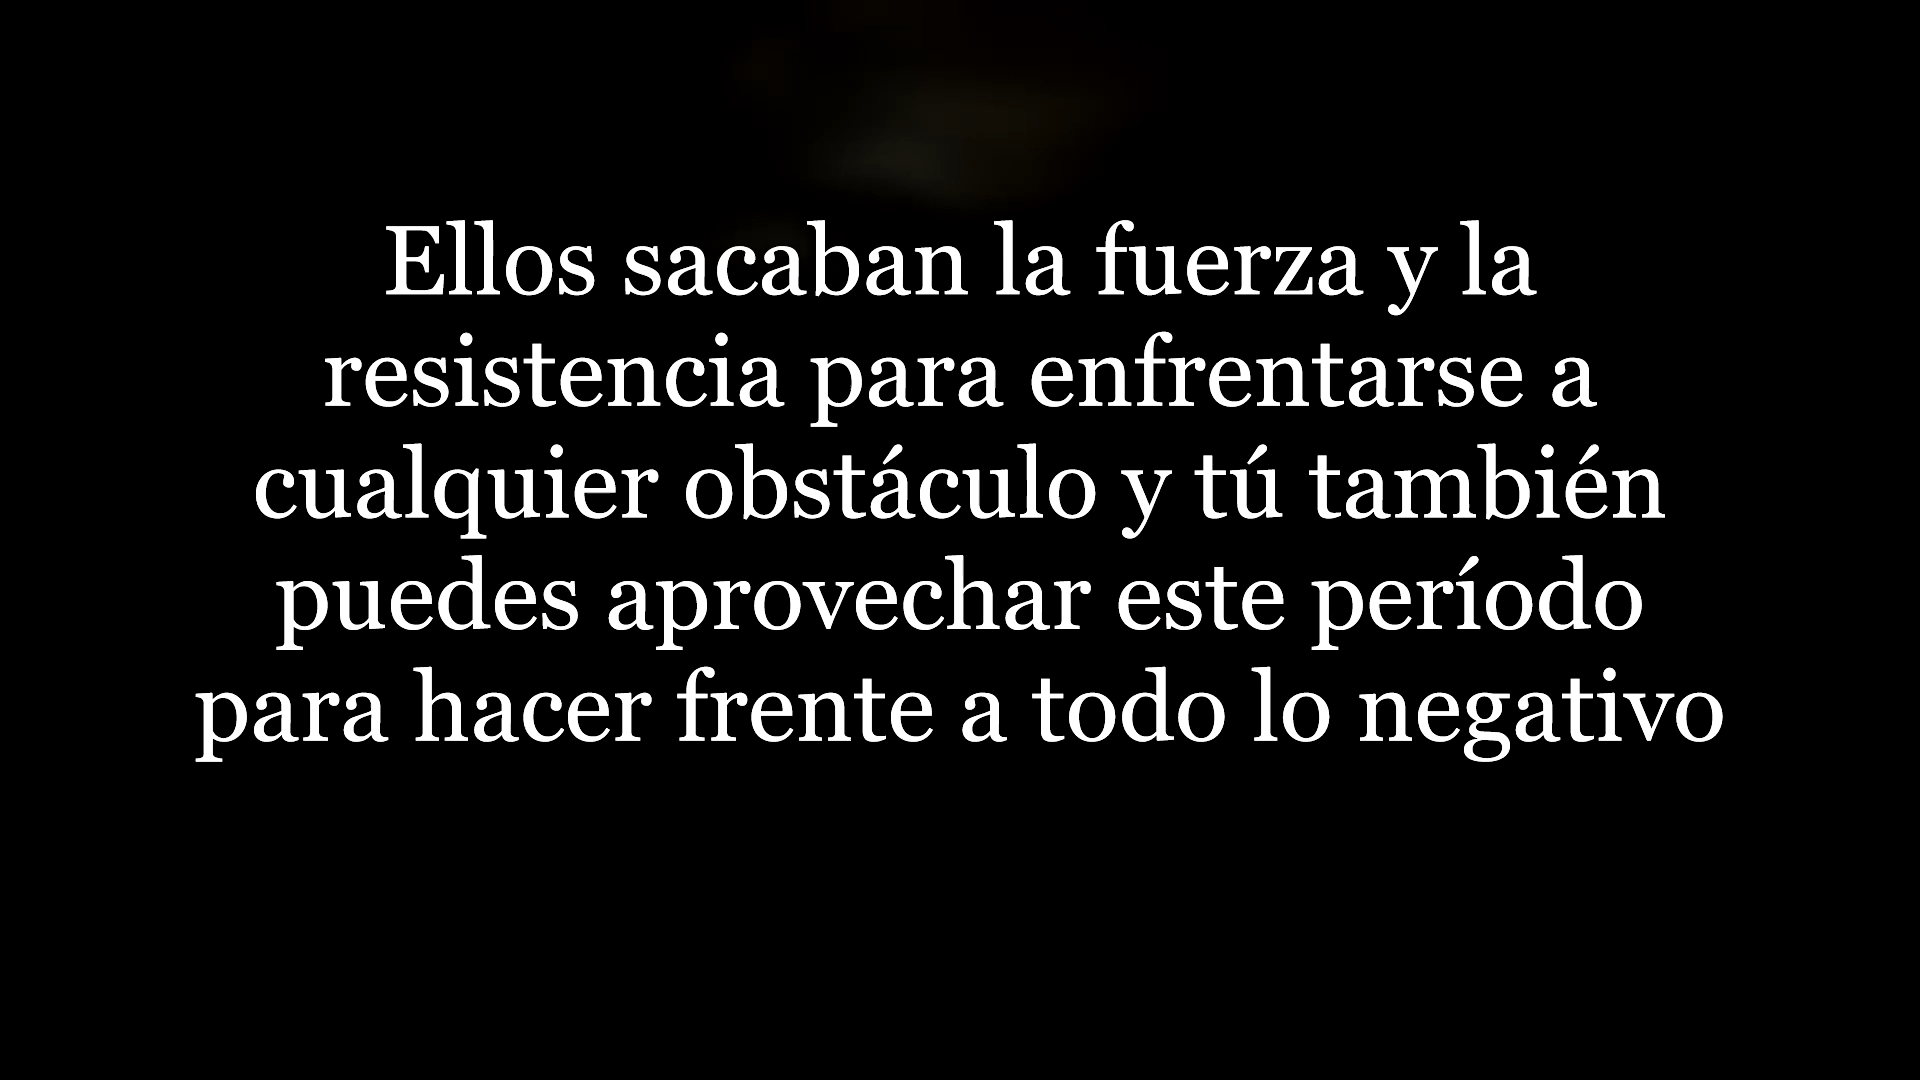 Ellos sacaban la fuerza y la
resistencia para enfrentarse a
cualquier obstáculo y tú también
puedes aprovechar este período
para hacer frente a todo lo negativo